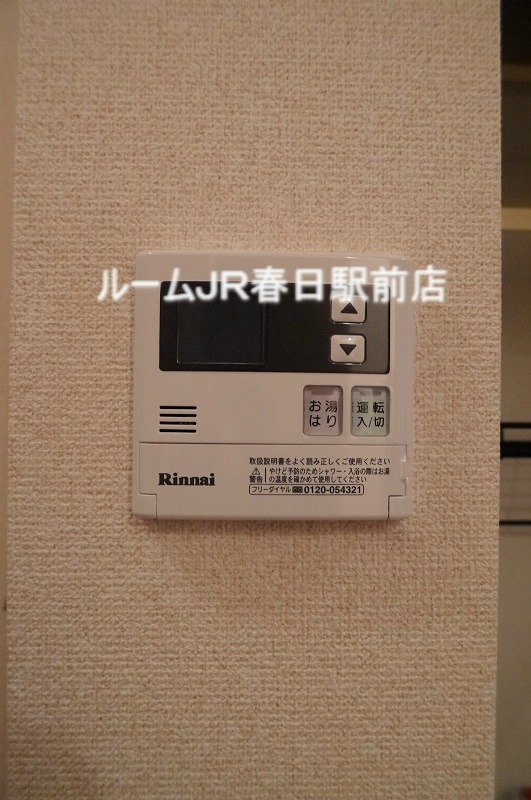 ルームJR春日駅前店
▲
▼
お湯はり
運転入/切
Rinnai
取扱説明書をよく読み正しくご使用ください
⚠警告 やけど予防のためシャワー・入浴の際はお湯
の温度を確かめて使用してください
フリーダイヤル 0120-054321